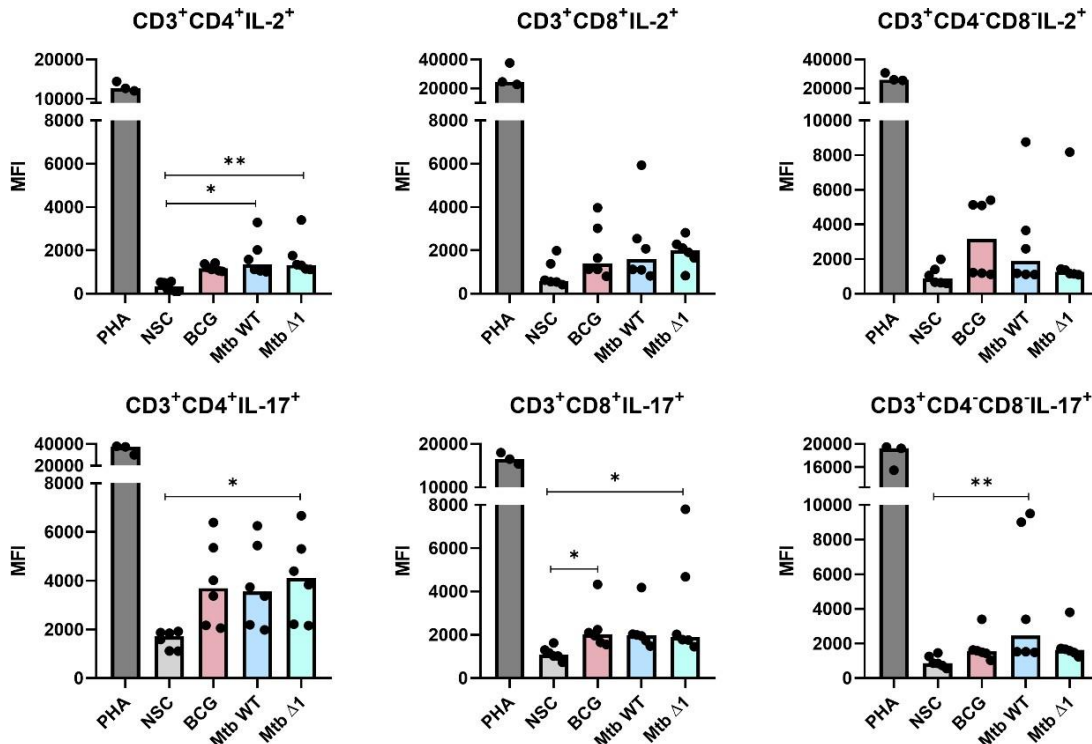 CD3⁺CD4⁺IL-2⁺
MFI
20000
10000
8000
6000
4000
2000
0
**
*
PHA
NSC
BCG
Mtb WT
Mtb Δ1
CD3⁺CD8⁺IL-2⁺
MFI
40000
20000
8000
6000
4000
2000
0
PHA
NSC
BCG
Mtb WT
Mtb Δ1
CD3⁺CD4⁻CD8⁻IL-2⁺
MFI
40000
20000
10000
8000
6000
4000
2000
0
PHA
NSC
BCG
Mtb WT
Mtb Δ1
CD3⁺CD4⁺IL-17⁺
MFI
40000
20000
8000
6000
4000
2000
0
*
PHA
NSC
BCG
Mtb WT
Mtb Δ1
CD3⁺CD8⁺IL-17⁺
MFI
20000
10000
8000
6000
4000
2000
0
*
*
PHA
NSC
BCG
Mtb WT
Mtb Δ1
CD3⁺CD4⁻CD8⁻IL-17⁺
MFI
20000
16000
10000
8000
6000
4000
2000
0
**
PHA
NSC
BCG
Mtb WT
Mtb Δ1